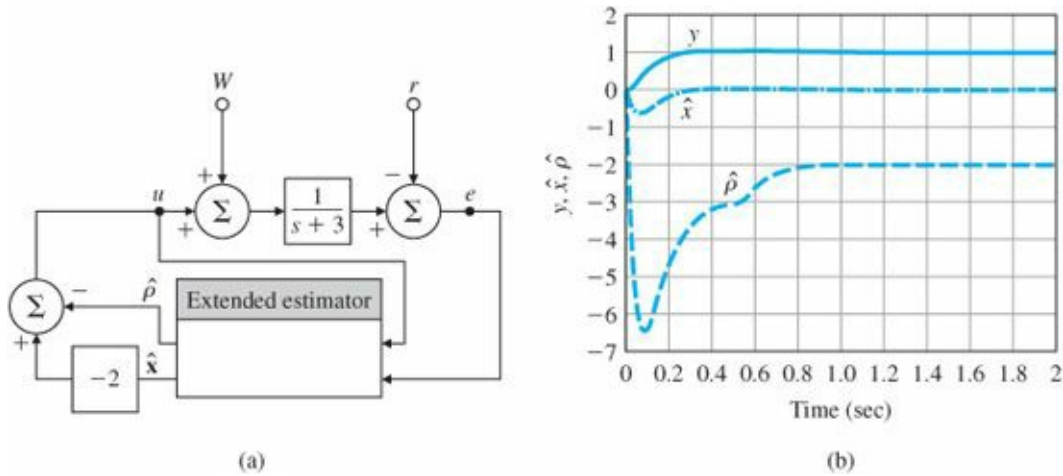 W
r
+
−
u
Σ
1
s + 3
Σ
e
+
+
Extended estimator
Σ
−
ρ̂
+
−2
x̂
(a)
2
1
0
−1
−2
−3
−4
−5
−6
−7
y, x̂, ρ̂
y
x̂
ρ̂
0 0.2 0.4 0.6 0.8 1.0 1.2 1.4 1.6 1.8 2
Time (sec)
(b)